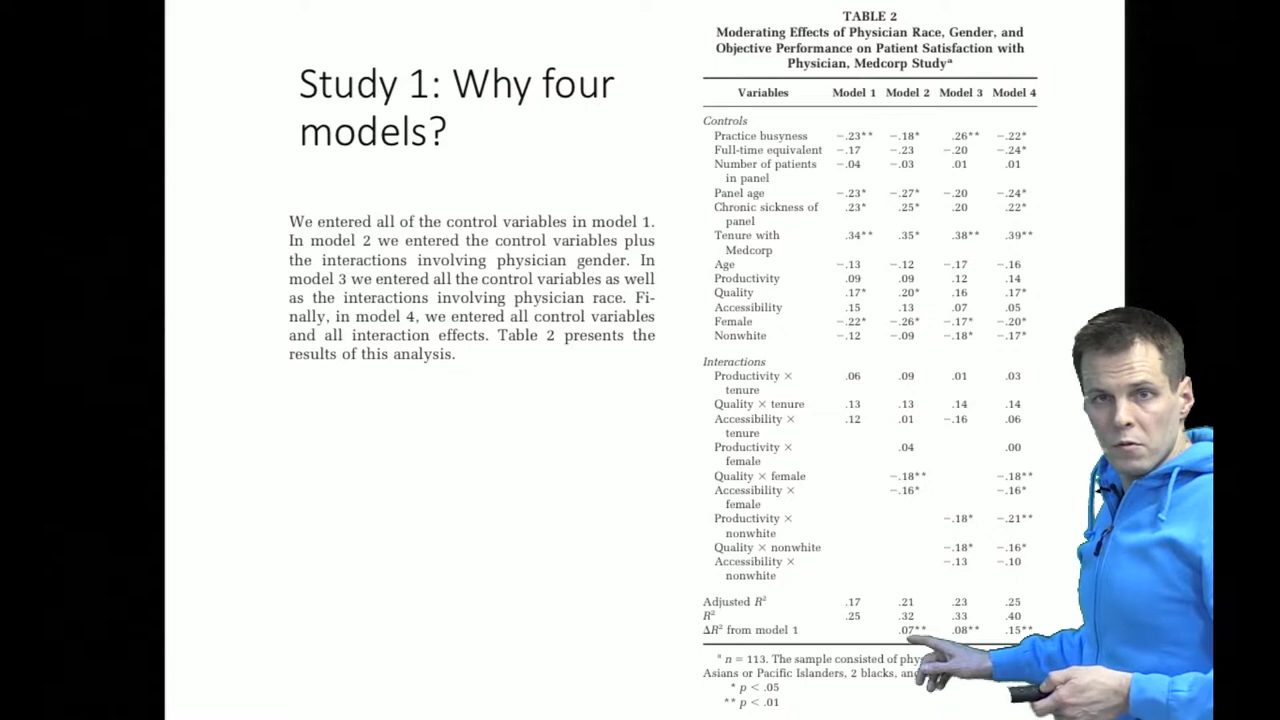 Study 1: Why four
models?
We entered all of the control variables in model 1.
In model 2 we entered the control variables plus
the interactions involving physician gender. In
model 3 we entered all the control variables as well
as the interactions involving physician race. Fi-
nally, in model 4, we entered all control variables
and all interaction effects. Table 2 presents the
results of this analysis.
TABLE 2
Moderating Effects of Physician Race, Gender, and
Objective Performance on Patient Satisfaction with
Physician, Medcorp Studyª
Variables Model 1 Model 2 Model 3 Model 4
Controls
Practice busyness −.23** −.18* .26** −.22*
Full-time equivalent −.17 −.23 −.20 −.24*
Number of patients −.04 −.03 .01 .01
in panel
Panel age −.23* −.27* −.20 −.24*
Chronic sickness of .23* .25* .20 .22*
panel
Tenure with .34** .35* .38** .39**
Medcorp
Age −.13 −.12 −.17 −.16
Productivity .09 .09 .12 .14
Quality .17* .20* .16 .17*
Accessibility .15 .13 .07 .05
Female −.22* −.26* −.17* −.20*
Nonwhite −.12 −.09 −.18* −.17*
Interactions
Productivity × .06 .09 .01 .03
tenure
Quality × tenure .13 .13 .14 .14
Accessibility × .12 .01 −.16 .06
tenure
Productivity × .04 .00
female
Quality × female −.18** −.18**
Accessibility × −.16* −.16*
female
Productivity × −.18* −.21**
nonwhite
Quality × nonwhite −.18* −.16*
Accessibility × −.13 −.10
nonwhite
Adjusted R² .17 .21 .23 .25
R² .25 .32 .33 .40
ΔR² from model 1 .07** .08** .15**
ª n = 113. The sample consisted of
Asians or Pacific Islanders, 2 blacks,
* p < .05
** p < .01